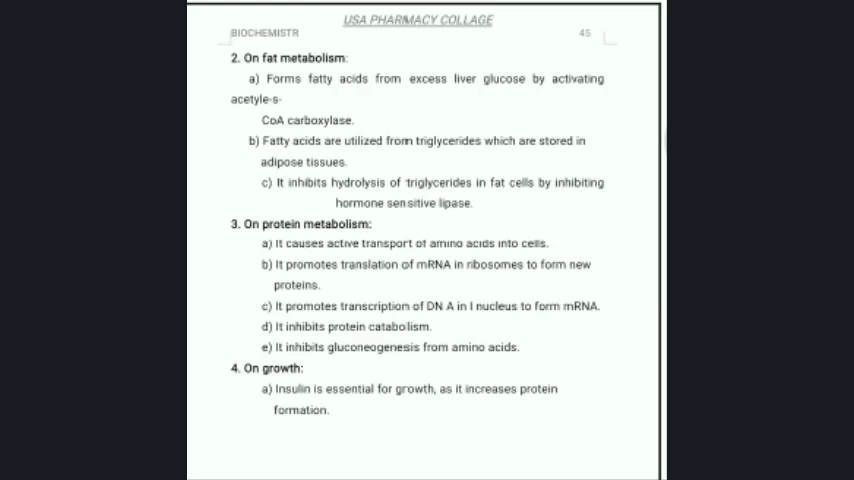 USA PHARMACY COLLAGE
BIOCHEMISTR 45
2. On fat metabolism:
a) Forms fatty acids from excess liver glucose by activating
acetyle-s-
CoA carboxylase.
b) Fatty acids are utilized from triglycerides which are stored in
adipose tissues.
c) It inhibits hydrolysis of triglycerides in fat cells by inhibiting
hormone sensitive lipase.
3. On protein metabolism:
a) It causes active transport of amino acids into cells.
b) It promotes translation of mRNA in ribosomes to form new
proteins.
c) It promotes transcription of DN A in I nucleus to form mRNA.
d) It inhibits protein catabolism.
e) It inhibits gluconeogenesis from amino acids.
4. On growth:
a) Insulin is essential for growth, as it increases protein
formation.